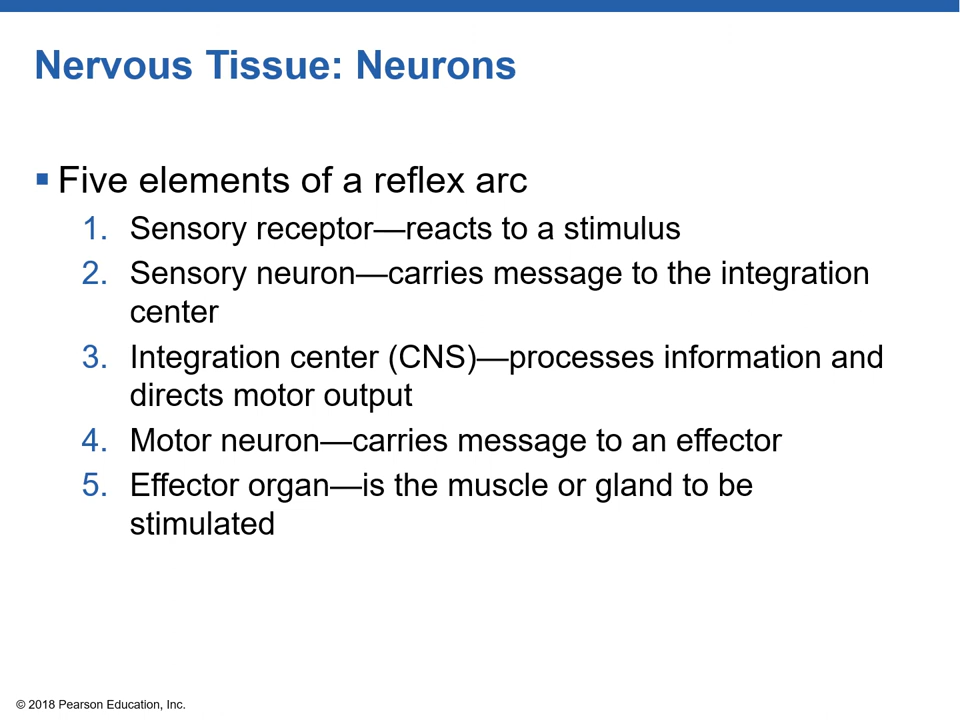 Nervous Tissue: Neurons
▪ Five elements of a reflex arc
1. Sensory receptor—reacts to a stimulus
2. Sensory neuron—carries message to the integration
center
3. Integration center (CNS)—processes information and
directs motor output
4. Motor neuron—carries message to an effector
5. Effector organ—is the muscle or gland to be
stimulated
© 2018 Pearson Education, Inc.